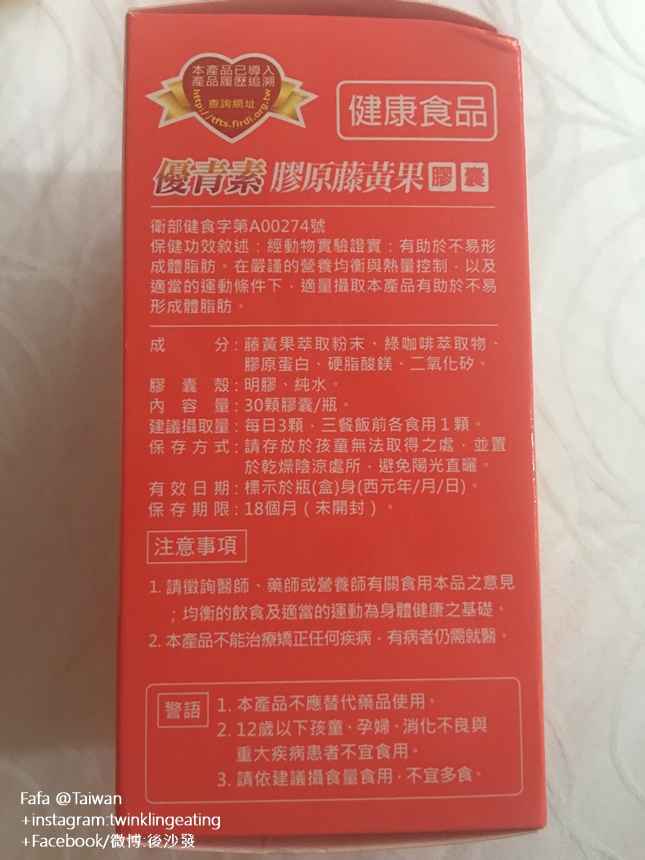 本產品已導入
產品履歷追溯
查詢網址
http://tfts.firdi.org.tw
健康食品
優青素 膠原藤黃果膠囊
衛部健食字第A00274號
保健功效敘述：經動物實驗證實：有助於不易形
成體脂肪。在嚴謹的營養均衡與熱量控制，以及
適當的運動條件下，適量攝取本產品有助於不易
形成體脂肪。
成分：藤黃果萃取粉末、綠咖啡萃取物、
膠原蛋白、硬脂酸鎂、二氧化矽。
膠囊殼：明膠、純水。
內容量：30顆膠囊/瓶。
建議攝取量：每日3顆，三餐飯前各食用1顆。
保存方式：請存放於孩童無法取得之處，並置
於乾燥陰涼處所，避免陽光直曬。
有效日期：標示於瓶(盒)身(西元年/月/日)。
保存期限：18個月（未開封）。
注意事項
1. 請徵詢醫師、藥師或營養師有關食用本品之意見
；均衡的飲食及適當的運動為身體健康之基礎。
2. 本產品不能治療矯正任何疾病，有病者仍需就醫。
警語
1. 本產品不應替代藥品使用。
2. 12歲以下孩童、孕婦、消化不良與
重大疾病患者不宜食用。
3. 請依建議攝食量食用，不宜多食。
Fafa @Taiwan
+instagram:twinklingeating
+Facebook/微博:後沙發